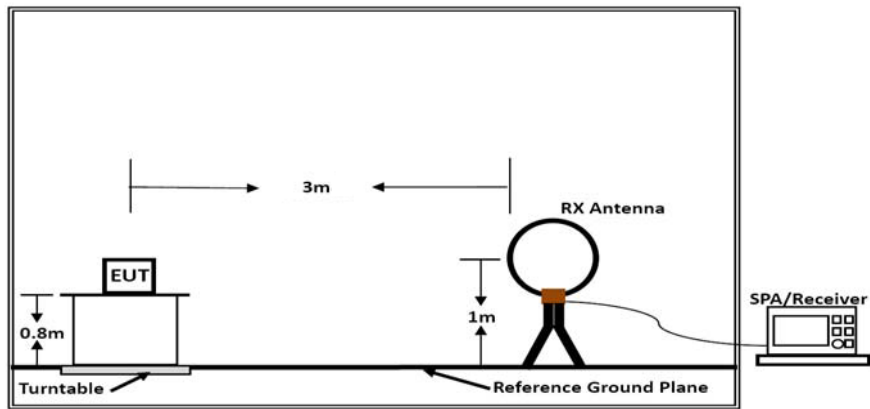 3m
RX Antenna
EUT
SPA/Receiver
0.8m
1m
Turntable
Reference Ground Plane